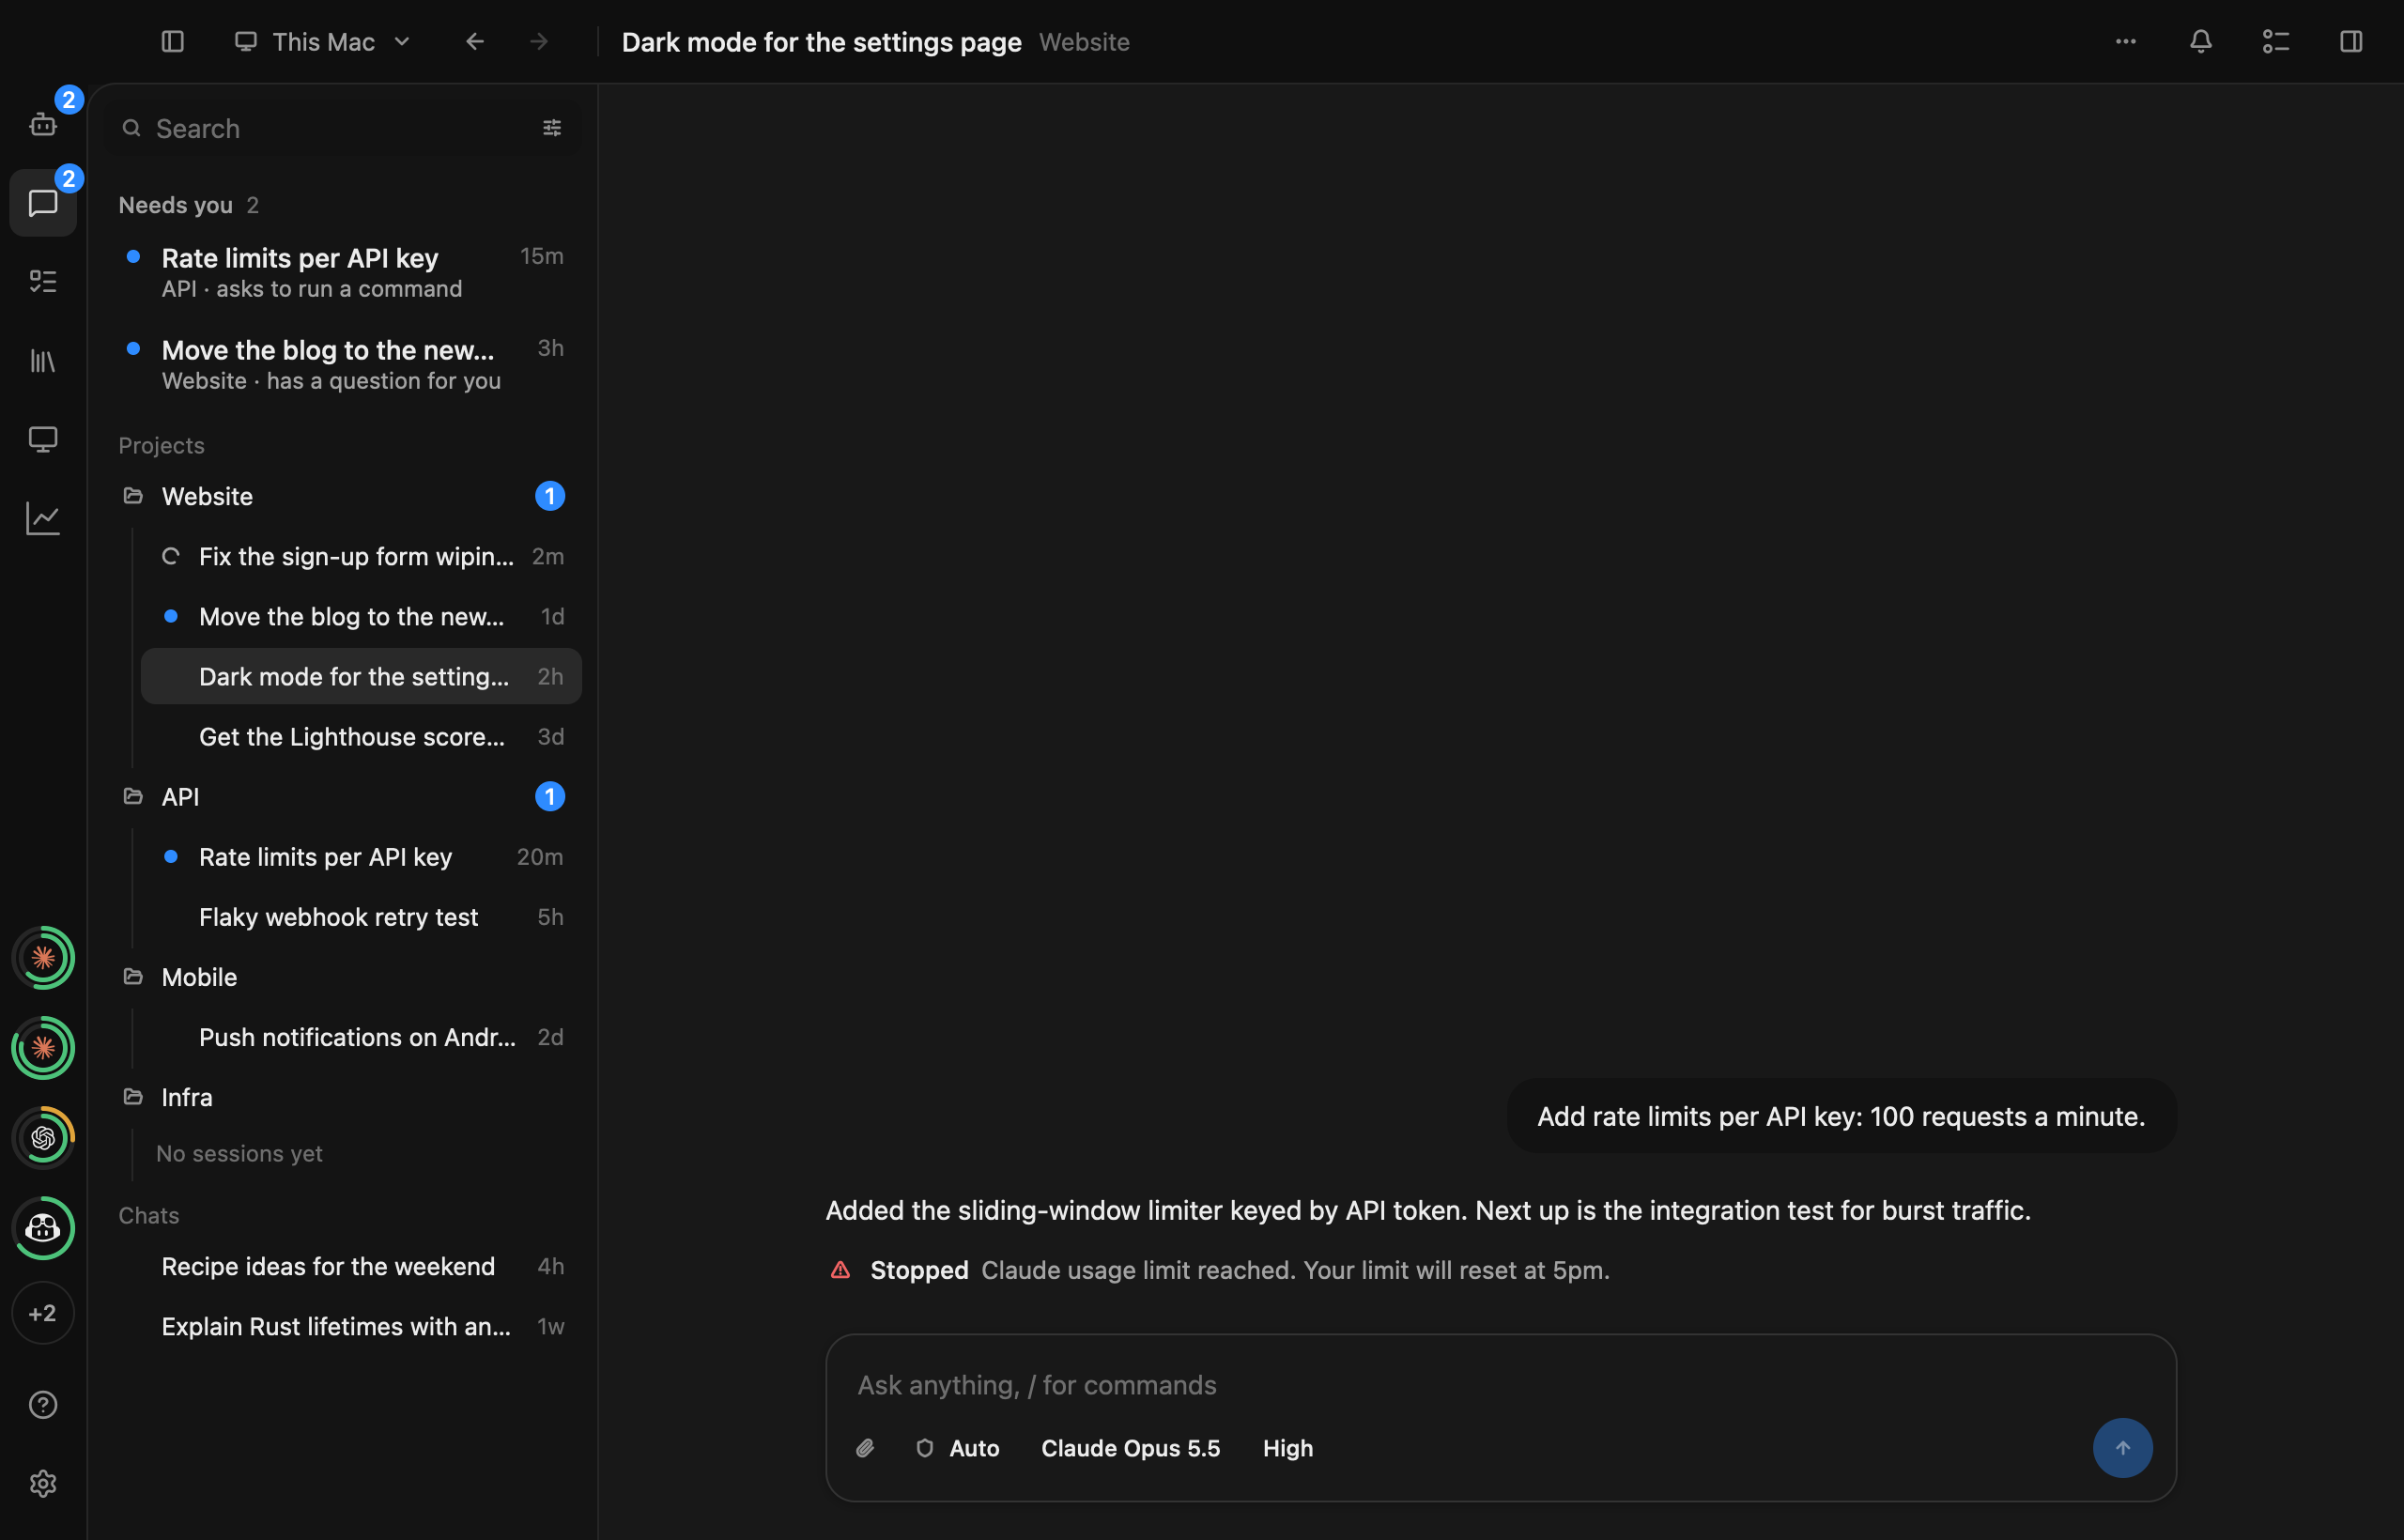 This Mac
Dark mode for the settings page Website
2
2
Search
Needs you 2
Rate limits per API key 15m
API · asks to run a command
Move the blog to the new... 3h
Website · has a question for you
Projects
Website 1
Fix the sign-up form wipin... 2m
Move the blog to the new... 1d
Dark mode for the setting... 2h
Get the Lighthouse score... 3d
API 1
Rate limits per API key 20m
Flaky webhook retry test 5h
Mobile
Push notifications on Andr... 2d
Infra
No sessions yet
Chats
Recipe ideas for the weekend 4h
Explain Rust lifetimes with an... 1w
+2
Add rate limits per API key: 100 requests a minute.
Added the sliding-window limiter keyed by API token. Next up is the integration test for burst traffic.
Stopped Claude usage limit reached. Your limit will reset at 5pm.
Ask anything, / for commands
Auto Claude Opus 5.5 High